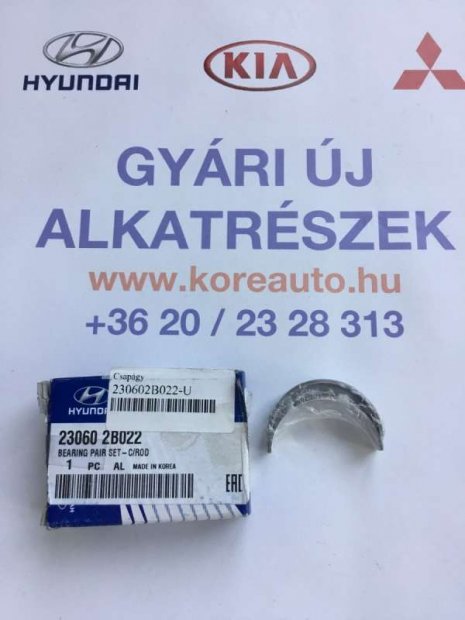 HYUNDAI
KIA
GYÁRI ÚJ
ALKATRÉSZEK
www.koreauto.hu
+36 20 / 23 28 313
Csapágy
230602B022-U
HYUNDAI
23060 2B022
BEARING PAIR SET-C/ROD
1 PC AL MADE IN KOREA
EAC